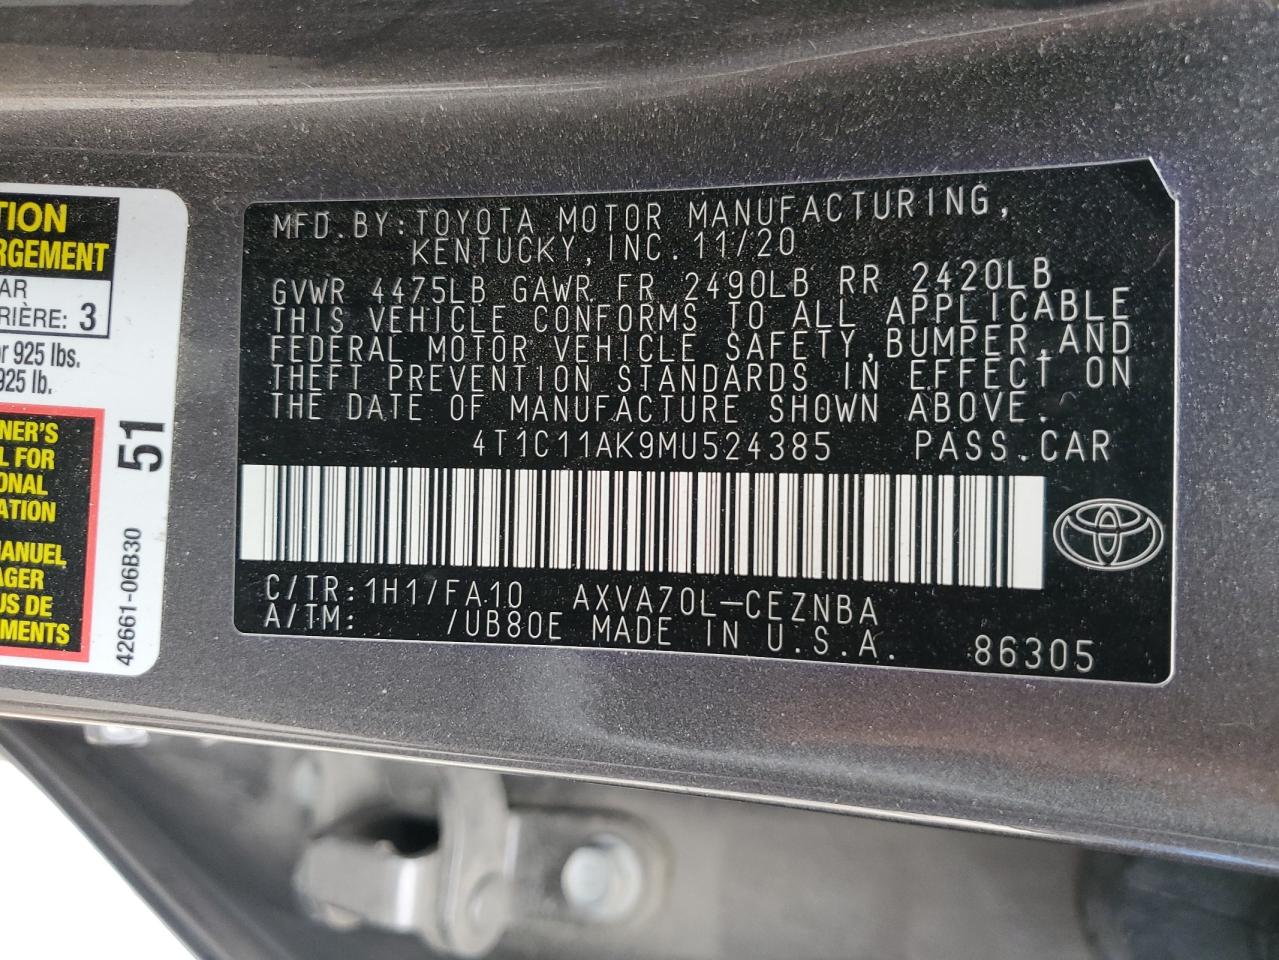 TION
RGEMENT
AR
RIÈRE: 3
or 925 lbs.
925 lb.
NER'S
L FOR
ONAL
ATION
MANUEL
AGER
US DE
MENTS
51
42661-06B30
MFD.BY:TOYOTA MOTOR MANUFACTURING,
KENTUCKY,INC.11/20
GVWR 4475LB GAWR FR 2490LB RR 2420LB
THIS VEHICLE CONFORMS TO ALL APPLICABLE
FEDERAL MOTOR VEHICLE SAFETY,BUMPER,AND
THEFT PREVENTION STANDARDS IN EFFECT ON
THE DATE OF MANUFACTURE SHOWN ABOVE.
4T1C11AK9MU524385 PASS.CAR
C/TR:1H1/FA10 AXVA70L-CEZNBA
A/TM: /UB80E MADE IN U.S.A. 86305